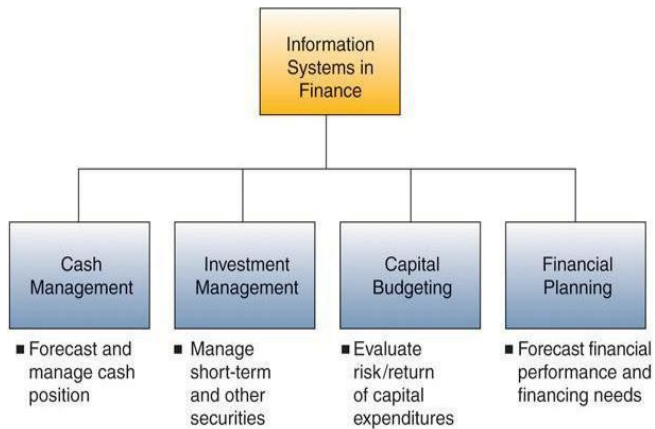 Information
Systems in
Finance
Cash
Management
Investment
Management
Capital
Budgeting
Financial
Planning
■ Forecast and
manage cash
position
■ Manage
short-term
and other
securities
■ Evaluate
risk/return
of capital
expenditures
■ Forecast financial
performance and
financing needs